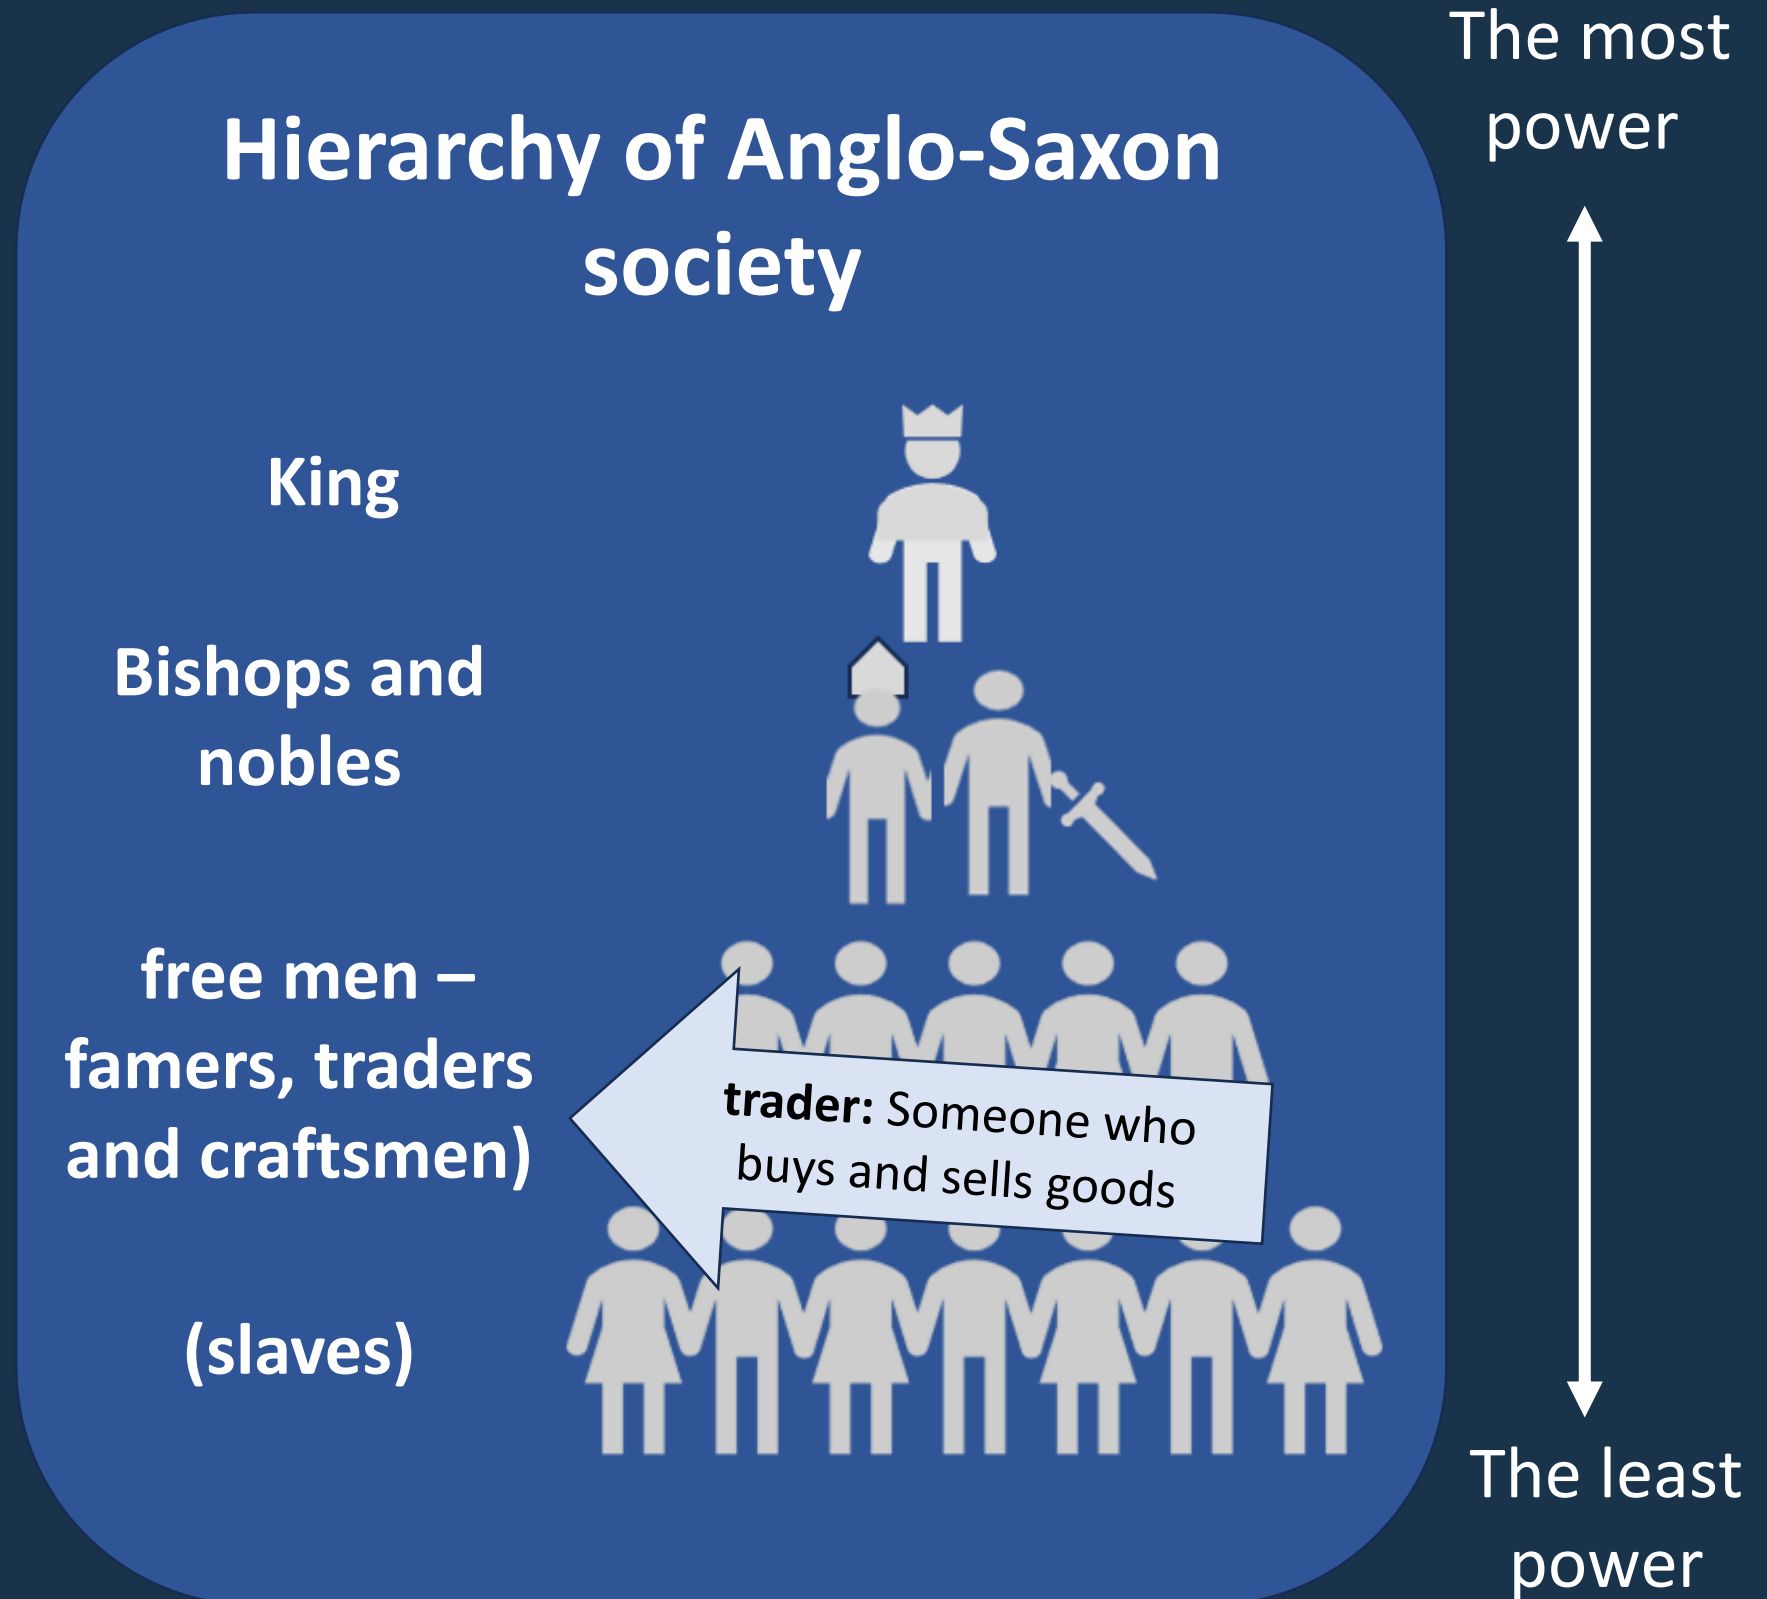 The most
power
Hierarchy of Anglo-Saxon
society
King
Bishops and
nobles
free men –
famers, traders
and craftsmen)
trader: Someone who
buys and sells goods
(slaves)
The least
power